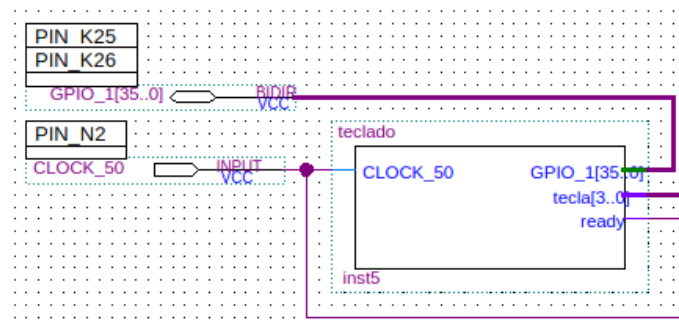 PIN_K25
PIN_K26
GPIO_1[35..0]
BIDIR
VCC
PIN_N2
CLOCK_50
INPUT
VCC
teclado
CLOCK_50
GPIO_1[35..0]
tecla[3..0]
ready
inst5